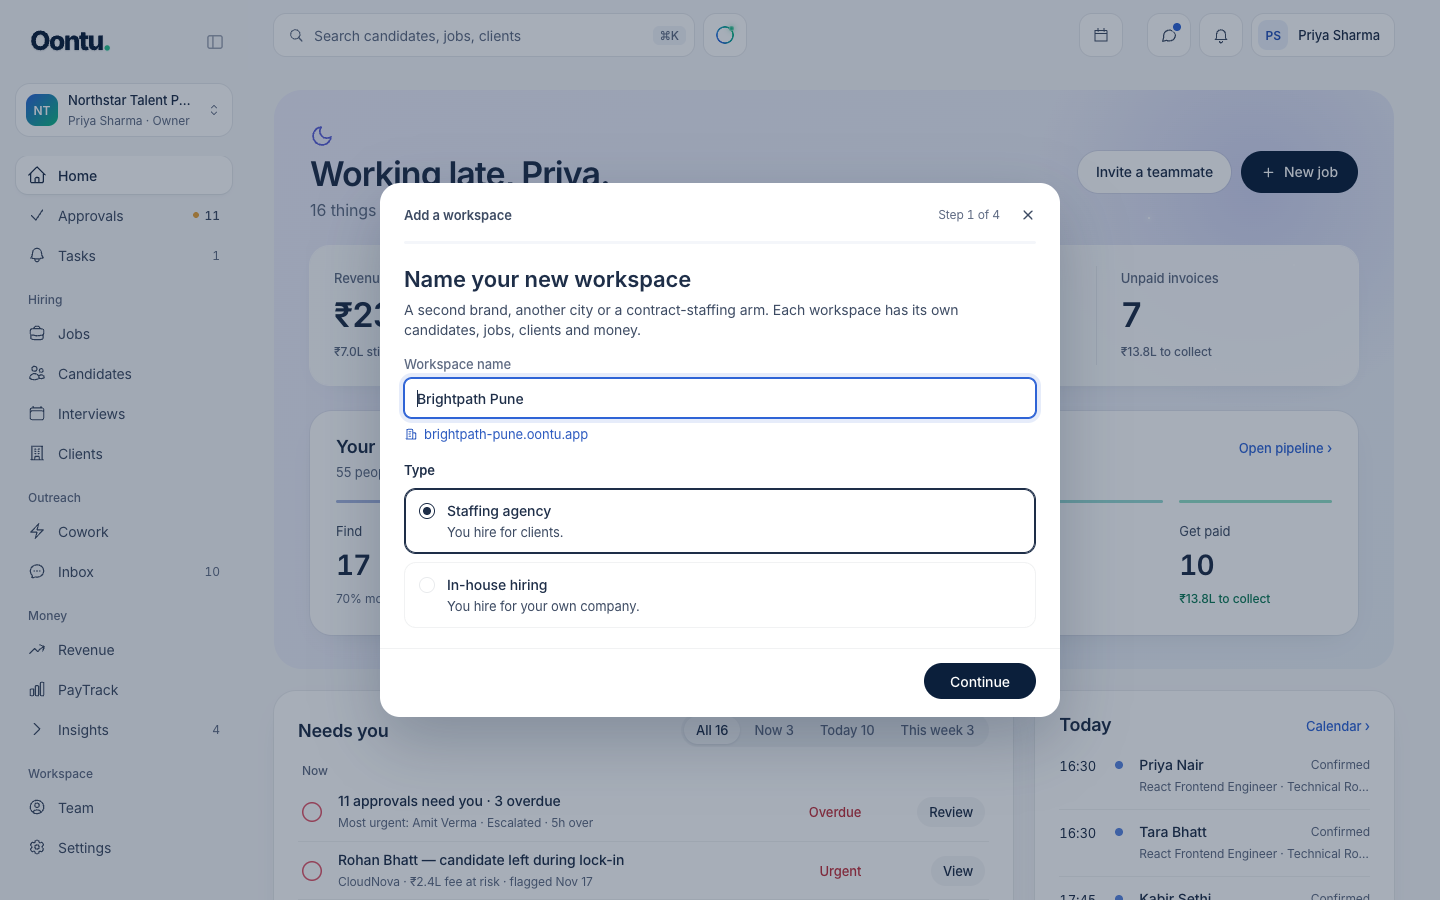 Oontu.
Search candidates, jobs, clients
⌘K
PS
Priya Sharma
NT
Northstar Talent P...
Priya Sharma · Owner
Home
Approvals
11
Tasks
1
Hiring
Jobs
Candidates
Interviews
Clients
Outreach
Cowork
Inbox
10
Money
Revenue
PayTrack
Insights
4
Workspace
Team
Settings
Working late, Priya.
16 things
Invite a teammate
+ New job
Unpaid invoices
7
₹13.8L to collect
Your
Open pipeline ›
Find
17
Get paid
10
₹13.8L to collect
Add a workspace
Step 1 of 4
Name your new workspace
A second brand, another city or a contract-staffing arm. Each workspace has its own
candidates, jobs, clients and money.
Workspace name
Brightpath Pune
brightpath-pune.oontu.app
Type
Staffing agency
You hire for clients.
In-house hiring
You hire for your own company.
Continue
Needs you
All 16
Now 3
Today 10
This week 3
Now
11 approvals need you · 3 overdue
Most urgent: Amit Verma · Escalated · 5h over
Overdue
Review
Rohan Bhatt — candidate left during lock-in
CloudNova · ₹2.4L fee at risk · flagged Nov 17
Urgent
View
Today
Calendar ›
16:30
Priya Nair
Confirmed
React Frontend Engineer · Technical Ro...
16:30
Tara Bhatt
Confirmed
React Frontend Engineer · Technical Ro...
17:45
Kabir Sethi
Confirmed